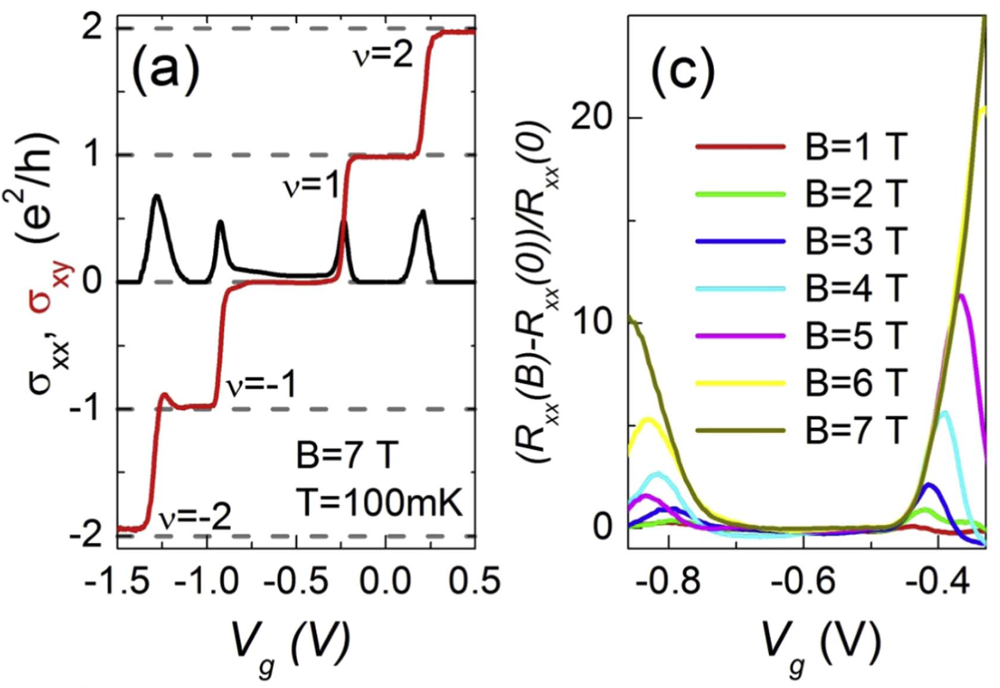 (a)
σxx, σxy (e²/h)
2
1
0
-1
-2
ν=2
ν=1
ν=-1
ν=-2
B=7 T
T=100mK
-1.5 -1.0 -0.5 0.0 0.5
Vg (V)
(c)
(Rxx(B)-Rxx(0))/Rxx(0)
20
10
0
B=1 T
B=2 T
B=3 T
B=4 T
B=5 T
B=6 T
B=7 T
-0.8 -0.6 -0.4
Vg (V)